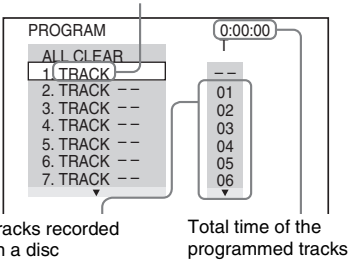 PROGRAM 0:00:00
ALL CLEAR
1. TRACK – –
2. TRACK – – 01
3. TRACK – – 02
4. TRACK – – 03
5. TRACK – – 04
6. TRACK – – 05
7. TRACK – – 06
racks recorded
n a disc
Total time of the
programmed tracks